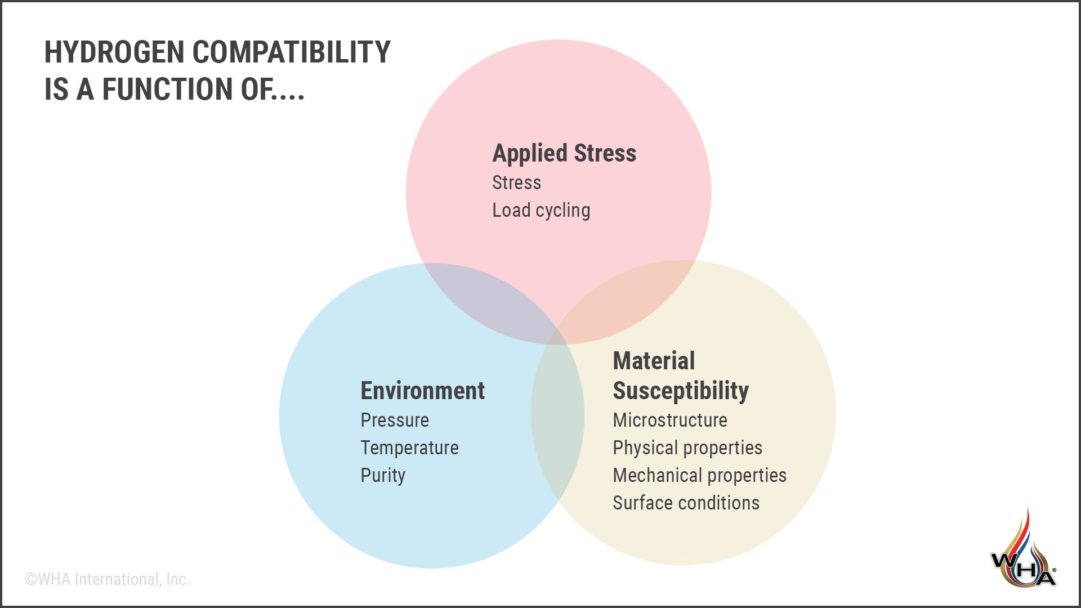 HYDROGEN COMPATIBILITY
IS A FUNCTION OF....
Applied Stress
Stress
Load cycling
Environment
Pressure
Temperature
Purity
Material
Susceptibility
Microstructure
Physical properties
Mechanical properties
Surface conditions
©WHA International, Inc.
WHA®